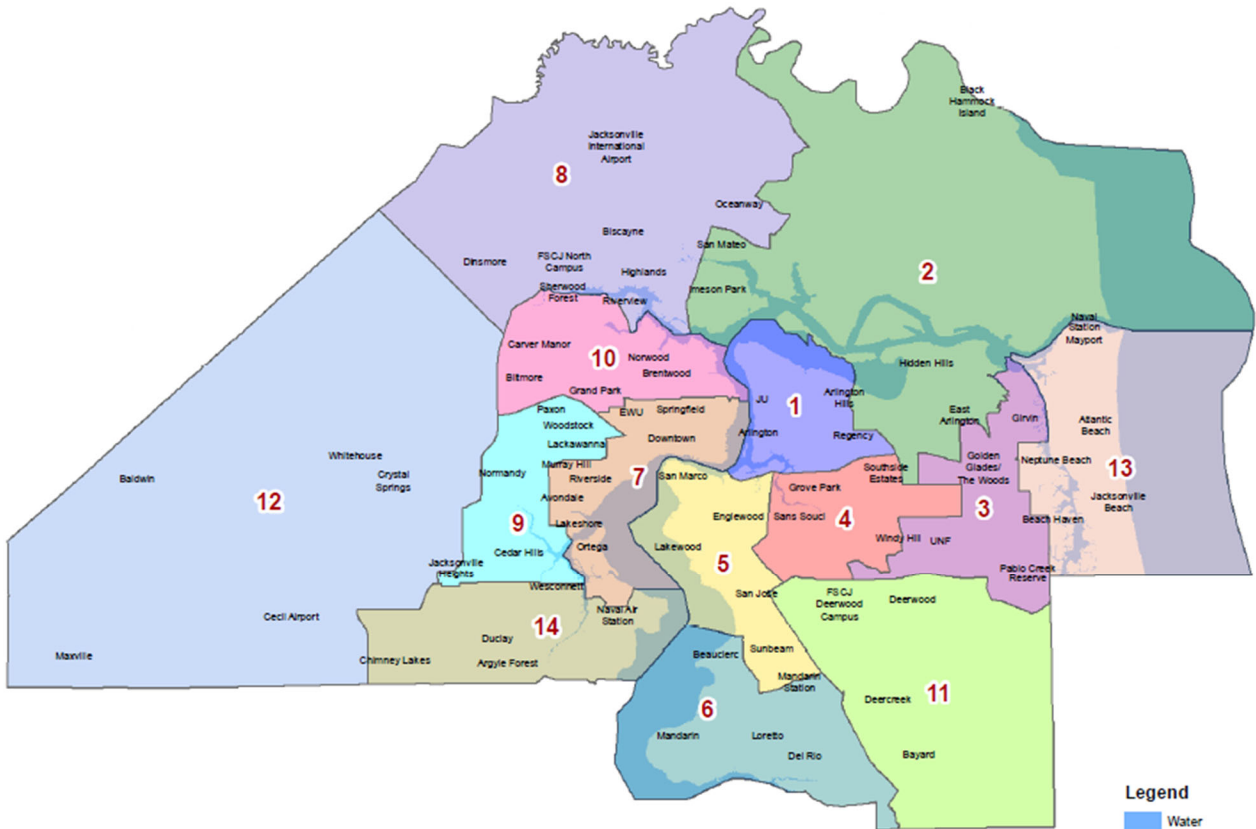 Black
Hammock
Island
Jacksonville
International
Airport
8
Oceanway
Biscayne
San Mateo
Dinsmore
FSCJ North
Campus
Highlands
2
Sherwood
Forest
Imeson Park
Riverview
Naval
Station
Mayport
Carver Manor
10
Norwood
Brentwood
Hidden Hills
Bitmore
Grand Park
JU
1
Arlington
Hills
Paxon
EWU
Springfield
East
Arlington
Girvin
Atlantic
Beach
Woodstock
Lackawanna
Downtown
Arlington
Regency
Whitehouse
Murray Hill
Golden
Glades/
The Woods
Neptune Beach
13
Baldwin
Crystal
Springs
Normandy
Riverside
7
San Marco
Southside
Estates
12
Avondale
Grove Park
3
Jacksonville
Beach
9
Lakeshore
Englewood
Sans Souci
4
Beach Haven
Cedar Hills
Ortega
Lakewood
5
Windy Hill
UNF
Jacksonville
Heights
Wesconnett
San Jose
Pablo Creek
Reserve
FSCJ
Deerwood
Campus
Deerwood
Cecil Airport
14
Naval Air
Station
Duclay
Maxville
Chimney Lakes
Argyle Forest
Beauclerc
Sunbeam
Mandarin
Station
6
Deercreek
11
Mandarin
Loretto
Del Rio
Bayard
Legend
Water